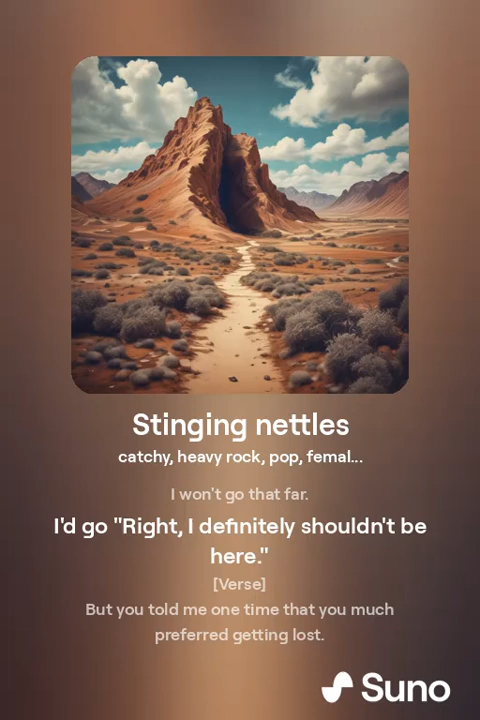 Stinging nettles
catchy, heavy rock, pop, femal...
I won't go that far.
I'd go "Right, I definitely shouldn't be
here."
[Verse]
But you told me one time that you much
preferred getting lost.
Suno